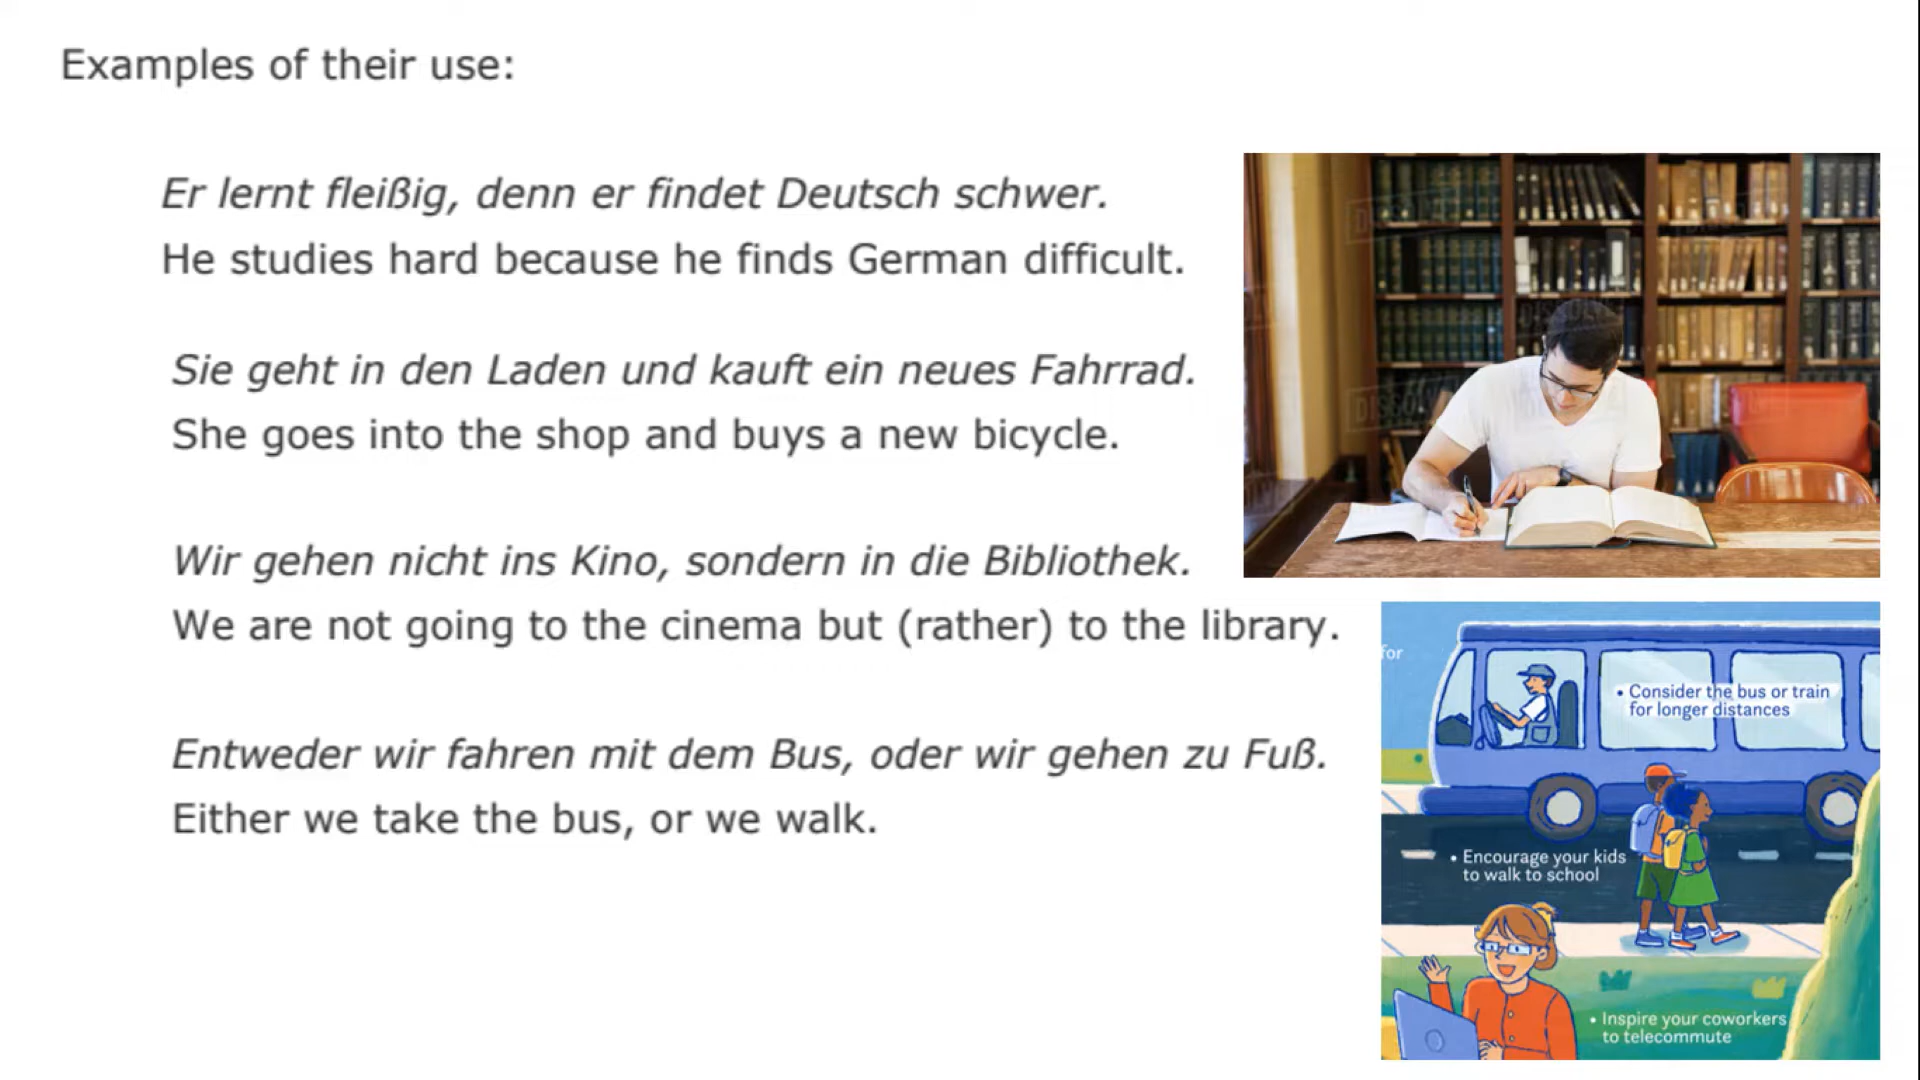 Examples of their use:
Er lernt fleißig, denn er findet Deutsch schwer.
He studies hard because he finds German difficult.
Sie geht in den Laden und kauft ein neues Fahrrad.
She goes into the shop and buys a new bicycle.
Wir gehen nicht ins Kino, sondern in die Bibliothek.
We are not going to the cinema but (rather) to the library.
Entweder wir fahren mit dem Bus, oder wir gehen zu Fuß.
Either we take the bus, or we walk.
for
• Consider the bus or train
for longer distances
• Encourage your kids
to walk to school
• Inspire your coworkers
to telecommute